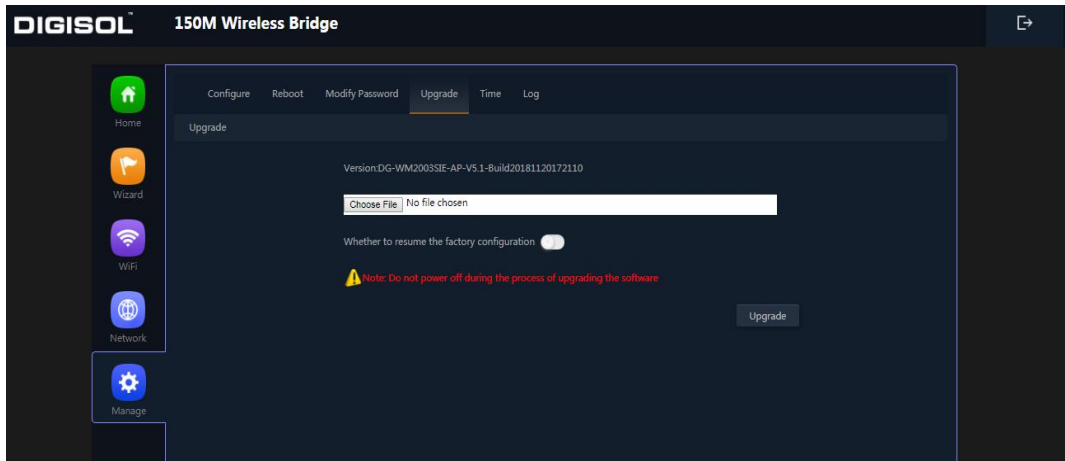 DIGISOL™ 150M Wireless Bridge
Configure Reboot Modify Password Upgrade Time Log
Home
Upgrade
Version:DG-WM2003SIE-AP-V5.1-Build20181120172110
Wizard
Choose File No file chosen
Whether to resume the factory configuration
WiFi
Note: Do not power off during the process of upgrading the software
Upgrade
Network
Manage